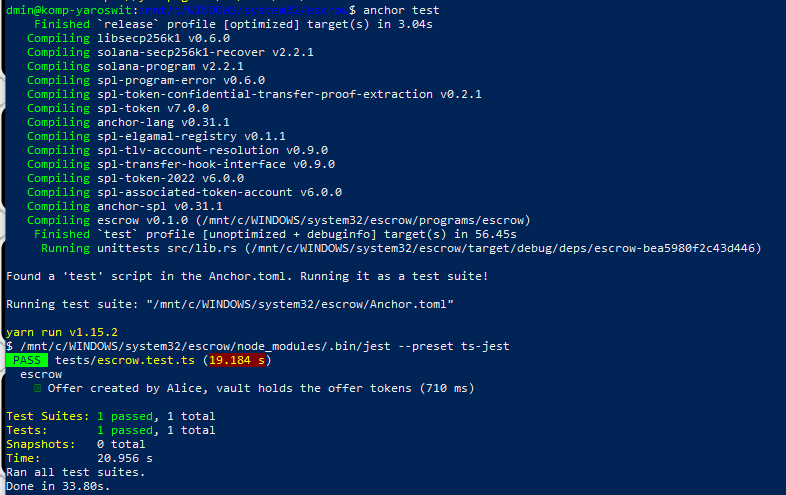 dmin@komp-yaroswit:/mnt/c/WINDOWS/system32/escrow$ anchor test
Finished `release` profile [optimized] target(s) in 3.04s
Compiling libsecp256k1 v0.6.0
Compiling solana-secp256k1-recover v2.2.1
Compiling solana-program v2.2.1
Compiling spl-program-error v0.6.0
Compiling spl-token-confidential-transfer-proof-extraction v0.2.1
Compiling spl-token v7.0.0
Compiling anchor-lang v0.31.1
Compiling spl-elgamal-registry v0.1.1
Compiling spl-tlv-account-resolution v0.9.0
Compiling spl-transfer-hook-interface v0.9.0
Compiling spl-token-2022 v6.0.0
Compiling spl-associated-token-account v6.0.0
Compiling anchor-spl v0.31.1
Compiling escrow v0.1.0 (/mnt/c/WINDOWS/system32/escrow/programs/escrow)
Finished `test` profile [unoptimized + debuginfo] target(s) in 56.45s
Running unittests src/lib.rs (/mnt/c/WINDOWS/system32/escrow/target/debug/deps/escrow-bea5980f2c43d446)
Found a 'test' script in the Anchor.toml. Running it as a test suite!
Running test suite: "/mnt/c/WINDOWS/system32/escrow/Anchor.toml"
yarn run v1.15.2
$ /mnt/c/WINDOWS/system32/escrow/node_modules/.bin/jest --preset ts-jest
PASS tests/escrow.test.ts (19.184 s)
escrow
Offer created by Alice, vault holds the offer tokens (710 ms)
Test Suites: 1 passed, 1 total
Tests: 1 passed, 1 total
Snapshots: 0 total
Time: 20.956 s
Ran all test suites.
Done in 33.80s.